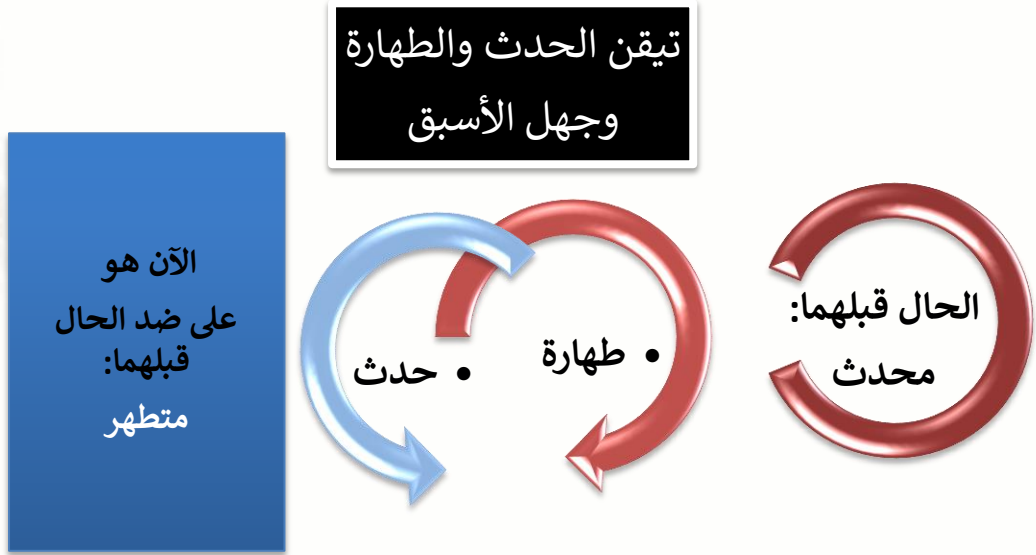 تيقن الحدث والطهارة
وجهل الأسبق
الحال قبلهما:
محدث
• طهارة
• حدث
الآن هو
على ضد الحال
قبلهما:
متطهر